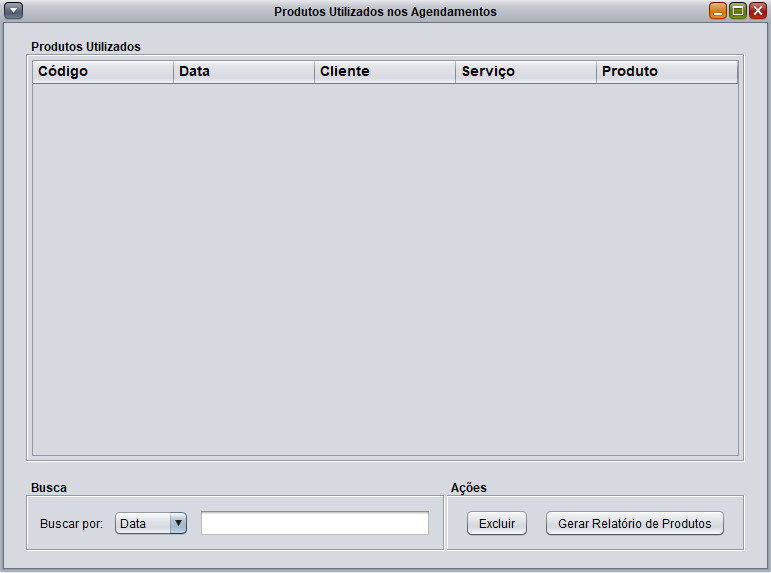 Produtos Utilizados nos Agendamentos
Produtos Utilizados
Código Data Cliente Serviço Produto
Busca
Buscar por: Data
Ações
Excluir Gerar Relatório de Produtos